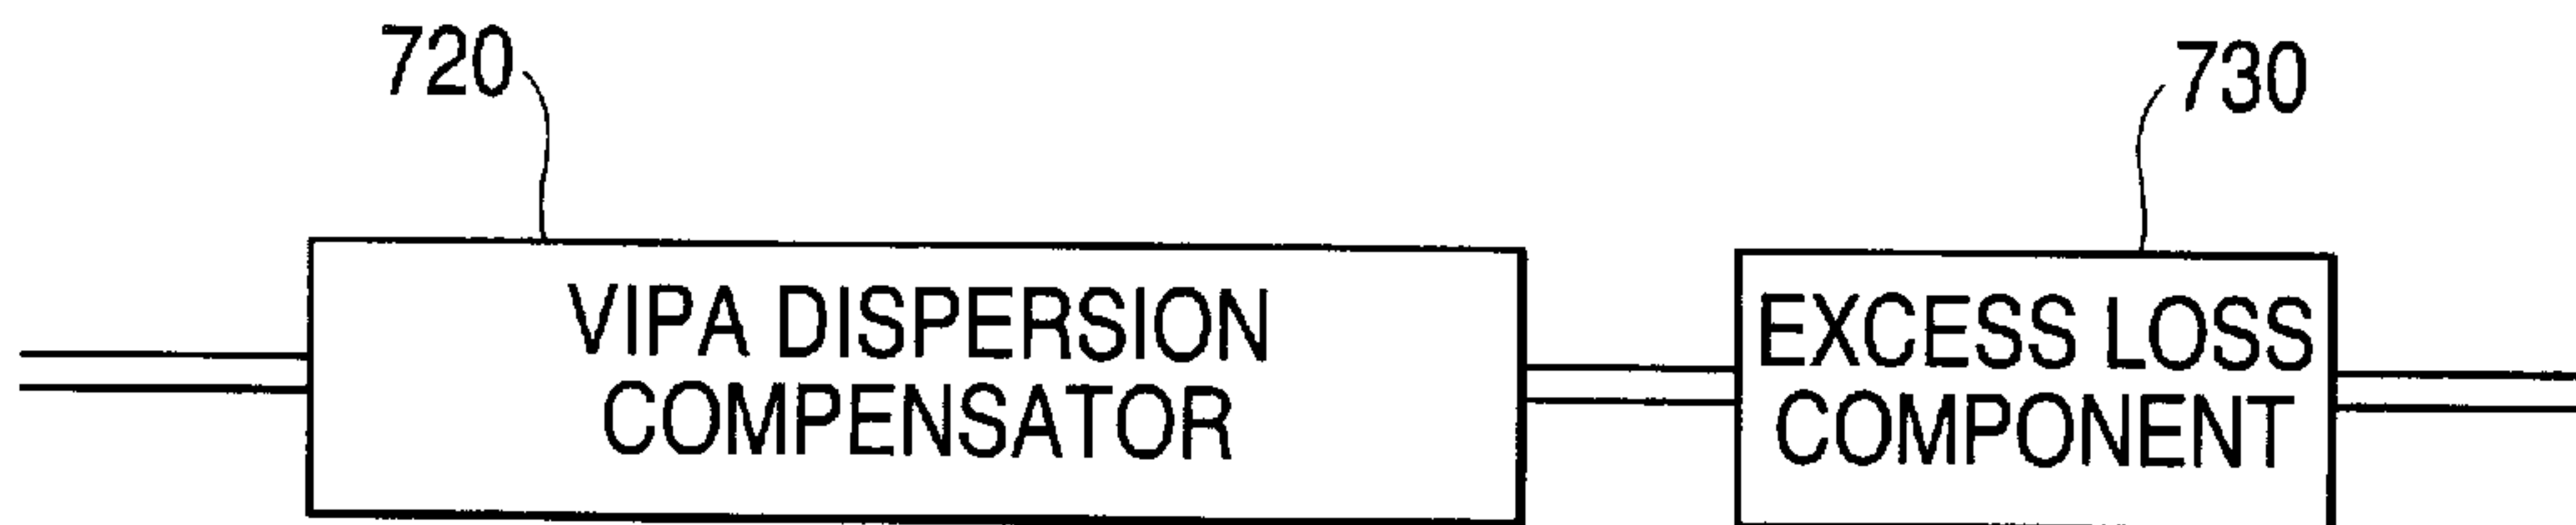 720
730
VIPA DISPERSION
COMPENSATOR
EXCESS LOSS
COMPONENT